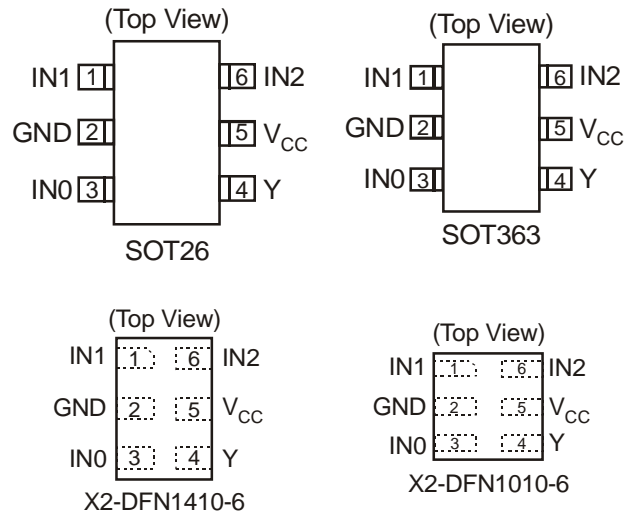 (Top View)
IN1 1 6 IN2
GND 2 5 VCC
IN0 3 4 Y
SOT26
(Top View)
IN1 1 6 IN2
GND 2 5 VCC
IN0 3 4 Y
SOT363
(Top View)
IN1 1 6 IN2
GND 2 5 VCC
IN0 3 4 Y
X2-DFN1410-6
(Top View)
IN1 1 6 IN2
GND 2 5 VCC
IN0 3 4 Y
X2-DFN1010-6